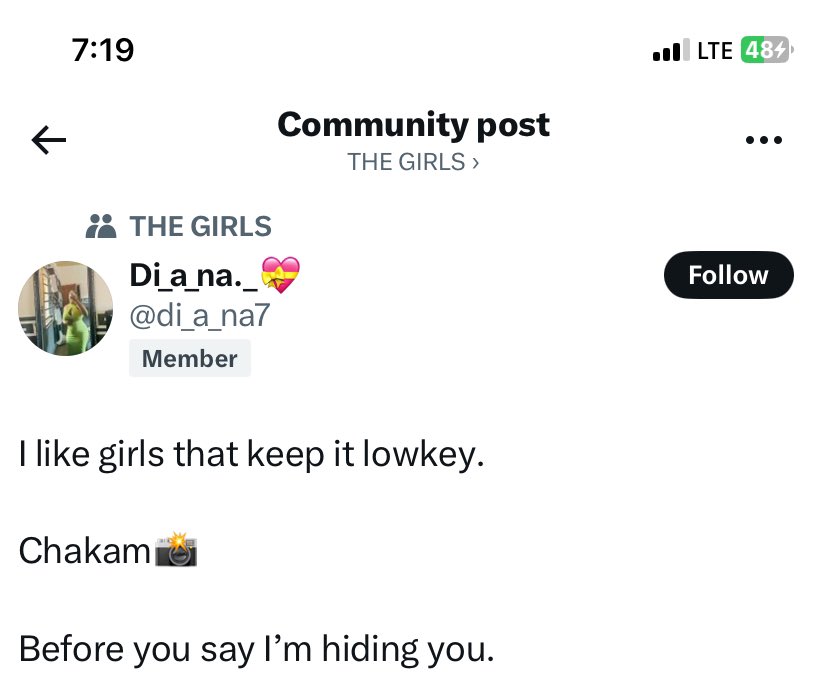 7:19
LTE 48
Community post
THE GIRLS ›
THE GIRLS
Di_a_na._💝
@di_a_na7
Follow
Member
I like girls that keep it lowkey.
Chakam📸
Before you say I’m hiding you.